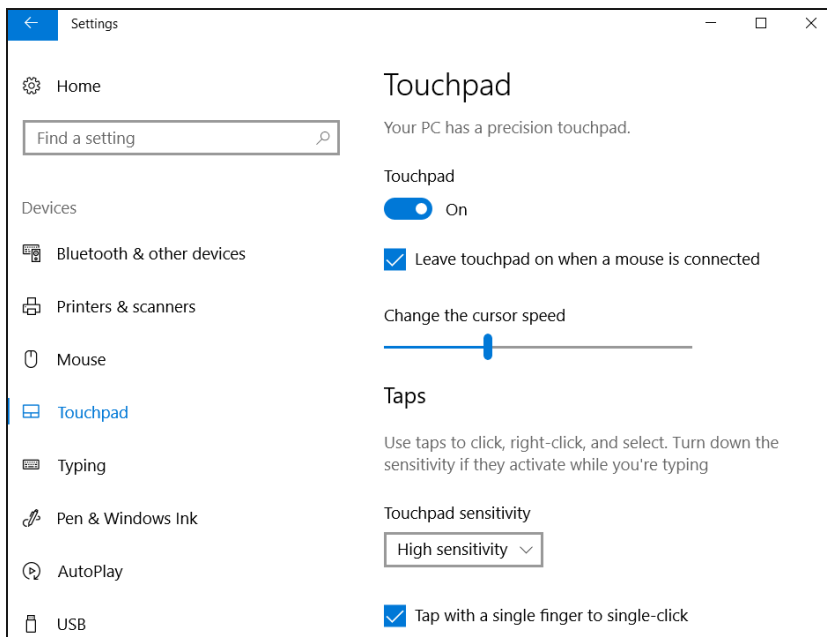 Settings
Home
Find a setting
Devices
Bluetooth & other devices
Printers & scanners
Mouse
Touchpad
Typing
Pen & Windows Ink
AutoPlay
USB
Touchpad
Your PC has a precision touchpad.
Touchpad
On
Leave touchpad on when a mouse is connected
Change the cursor speed
Taps
Use taps to click, right-click, and select. Turn down the
sensitivity if they activate while you're typing
Touchpad sensitivity
High sensitivity
Tap with a single finger to single-click